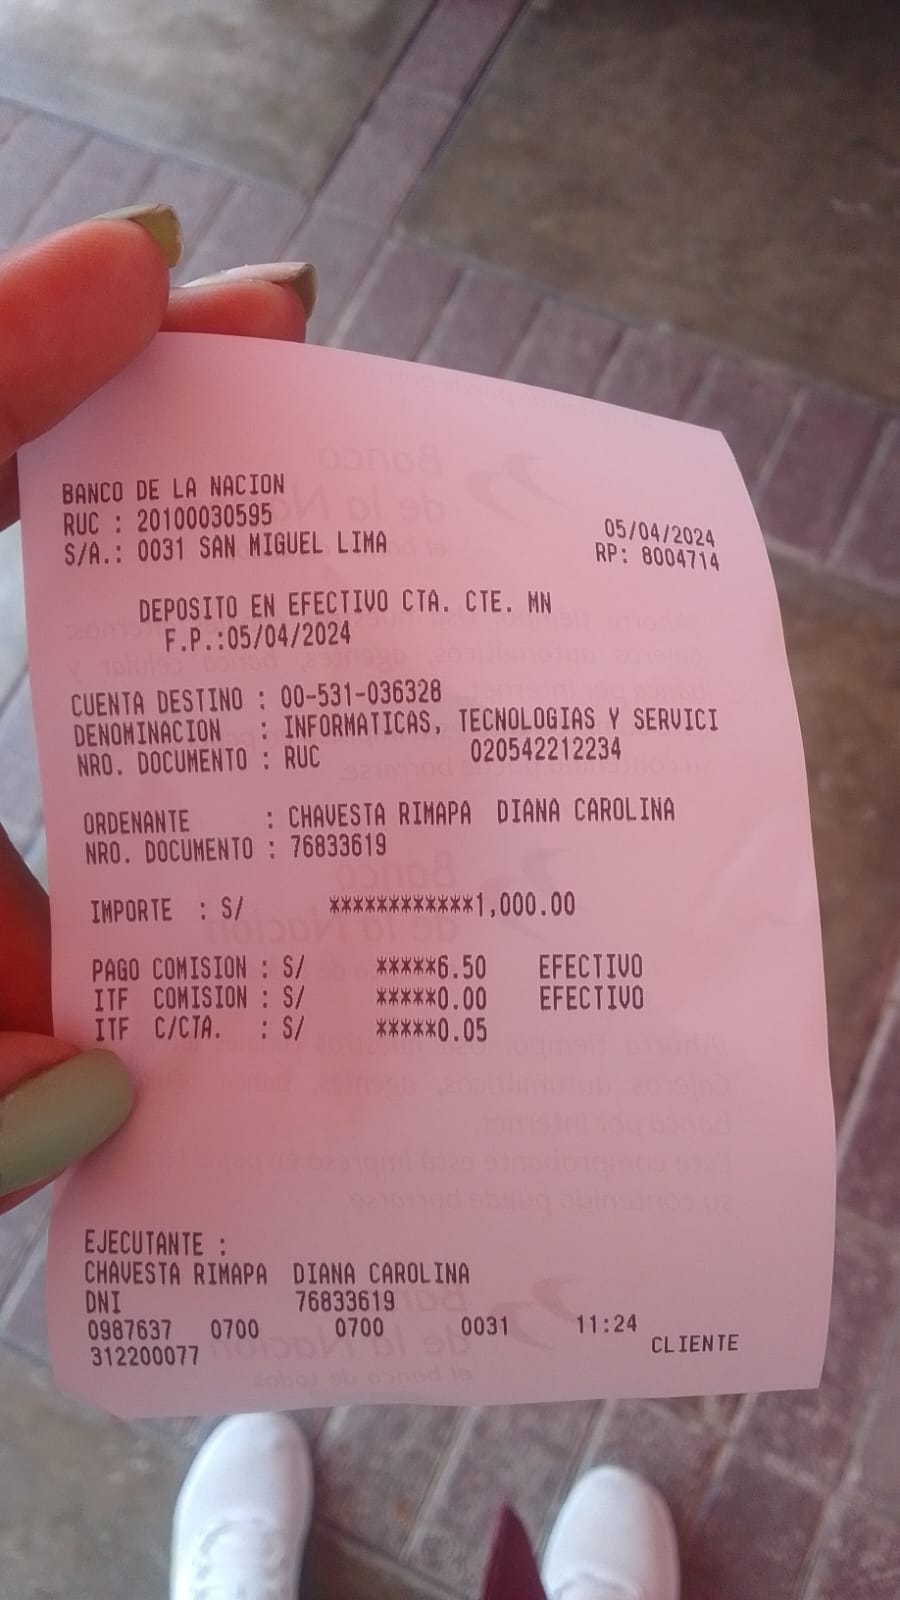 BANCO DE LA NACION
RUC : 20100030595
S/A.: 0031 SAN MIGUEL LIMA 05/04/2024
RP: 8004714
DEPOSITO EN EFECTIVO CTA. CTE. MN
F.P.:05/04/2024
CUENTA DESTINO : 00-531-036328
DENOMINACION : INFORMATICAS, TECNOLOGIAS Y SERVICI
NRO. DOCUMENTO : RUC 020542212234
ORDENANTE : CHAVESTA RIMAPA DIANA CAROLINA
NRO. DOCUMENTO : 76833619
IMPORTE : S/ ************1,000.00
PAGO COMISION : S/ *****6.50 EFECTIVO
ITF COMISION : S/ *****0.00 EFECTIVO
ITF C/CTA. : S/ *****0.05
EJECUTANTE :
CHAVESTA RIMAPA DIANA CAROLINA
DNI 76833619
0987637 0700 0700 0031 11:24
312200077 CLIENTE